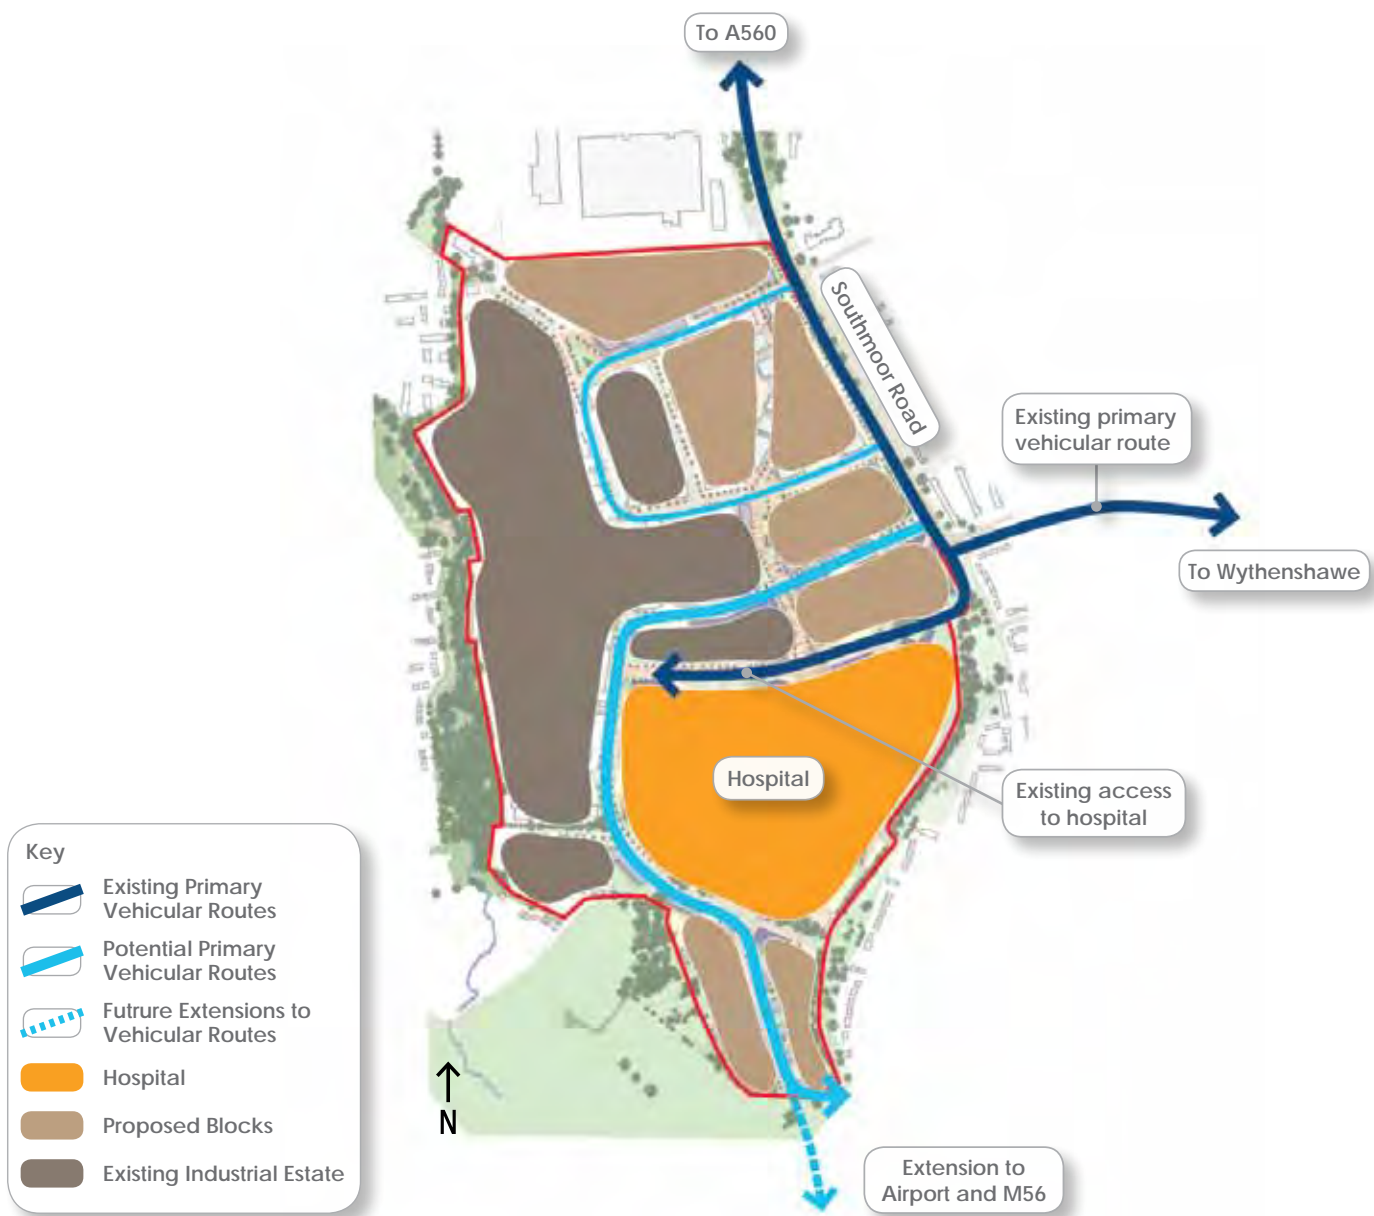 To A560
Southmoor Road
Existing primary
vehicular route
To Wythenshawe
Hospital
Existing access
to hospital
Key
Existing Primary
Vehicular Routes
Potential Primary
Vehicular Routes
Futrure Extensions to
Vehicular Routes
Hospital
Proposed Blocks
Existing Industrial Estate
N
Extension to
Airport and M56